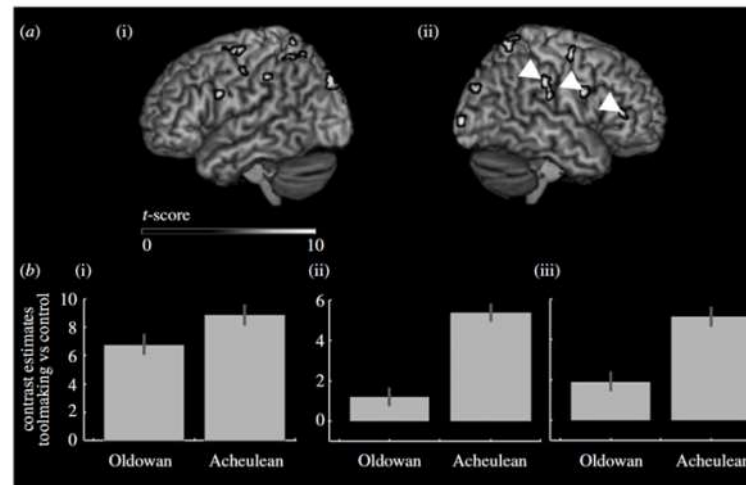 (a) (i) (ii)
t-score
0 10
(b) (i) (ii) (iii)
contrast estimates
toolmaking vs control
10
8
6
4
2
0
Oldowan Acheulean
6
4
2
0
Oldowan Acheulean
Oldowan Acheulean